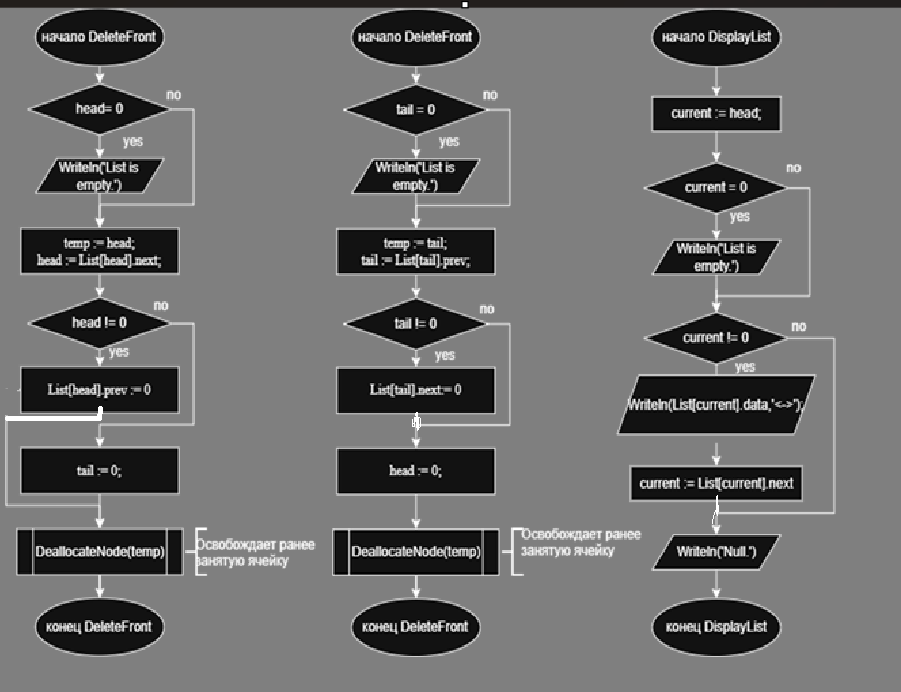 начало DeleteFront
head= 0
no
yes
Writeln('List is
empty.')
temp := head;
head := List[head].next;
head != 0
no
yes
List[head].prev := 0
tail := 0;
DeallocateNode(temp)
Освобождает ранее
занятую ячейку
конец DeleteFront
начало DeleteFront
tail = 0
no
yes
Writeln('List is
empty.')
temp := tail;
tail := List[tail].prev;
tail != 0
no
yes
List[tail].next:= 0
head := 0;
DeallocateNode(temp)
Освобождает ранее
занятую ячейку
конец DeleteFront
начало DisplayList
current := head;
current = 0
no
yes
Writeln('List is
empty.')
current != 0
no
yes
Writeln(List[current].data,'<->');
current := List[current].next
Writeln('Null.')
конец DisplayList